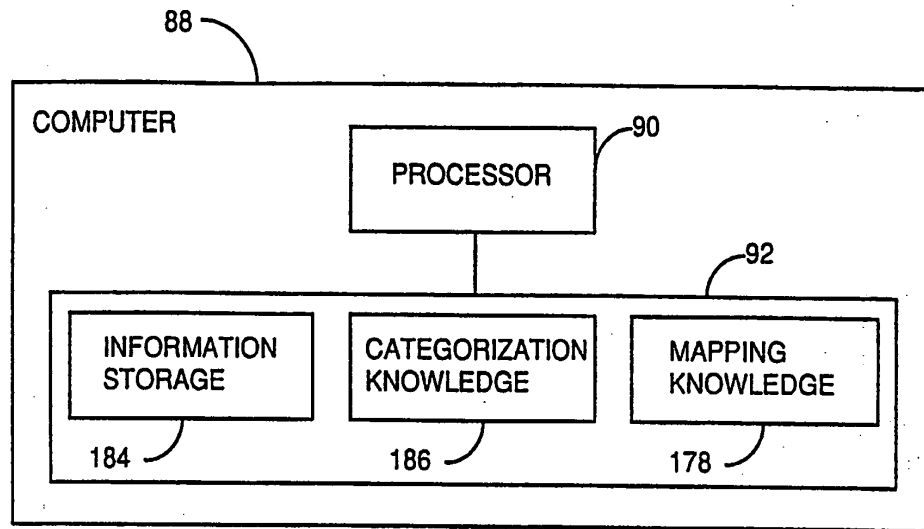 88
COMPUTER
90
PROCESSOR
92
INFORMATION
STORAGE
CATEGORIZATION
KNOWLEDGE
MAPPING
KNOWLEDGE
184
186
178